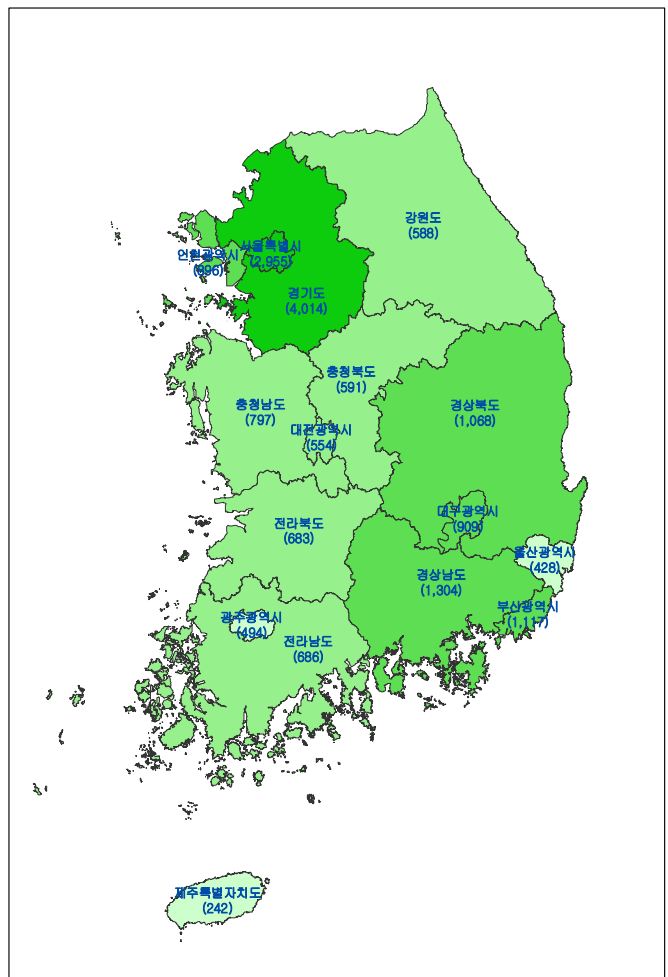 강원도
(588)
서울특별시
(2,955)
인천광역시
(896)
경기도
(4,014)
충청북도
(591)
충청남도
(797)
대전광역시
(554)
경상북도
(1,068)
대구광역시
(909)
전라북도
(683)
울산광역시
(428)
경상남도
(1,304)
부산광역시
(1,117)
광주광역시
(494)
전라남도
(686)
제주특별자치도
(242)